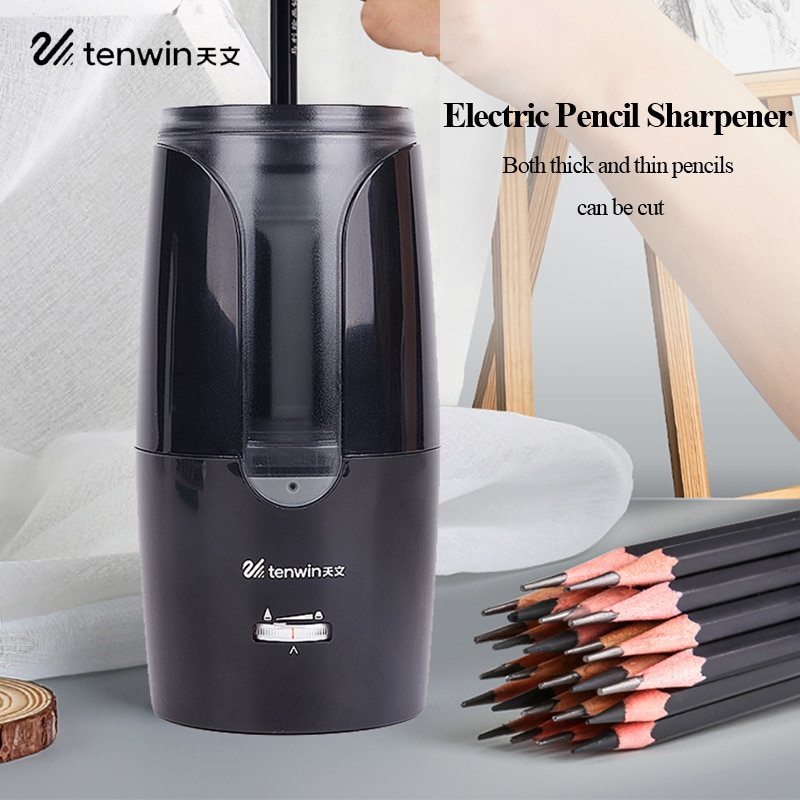 tenwin天文
Electric Pencil Sharpener
Both thick and thin pencils
can be cut
tenwin天文